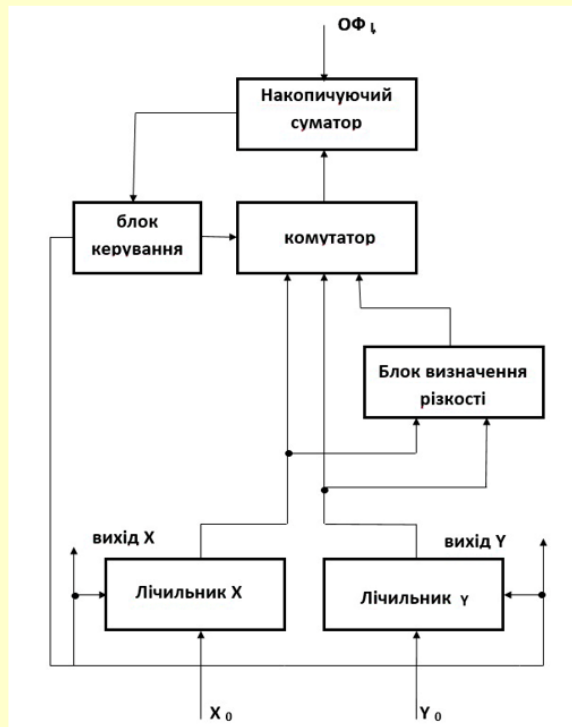 ОФ i
Накопичуючий
суматор
блок
керування
комутатор
Блок визначення
різкості
вихід X
вихід Y
Лічильник X
Лічильник Y
X 0
Y 0